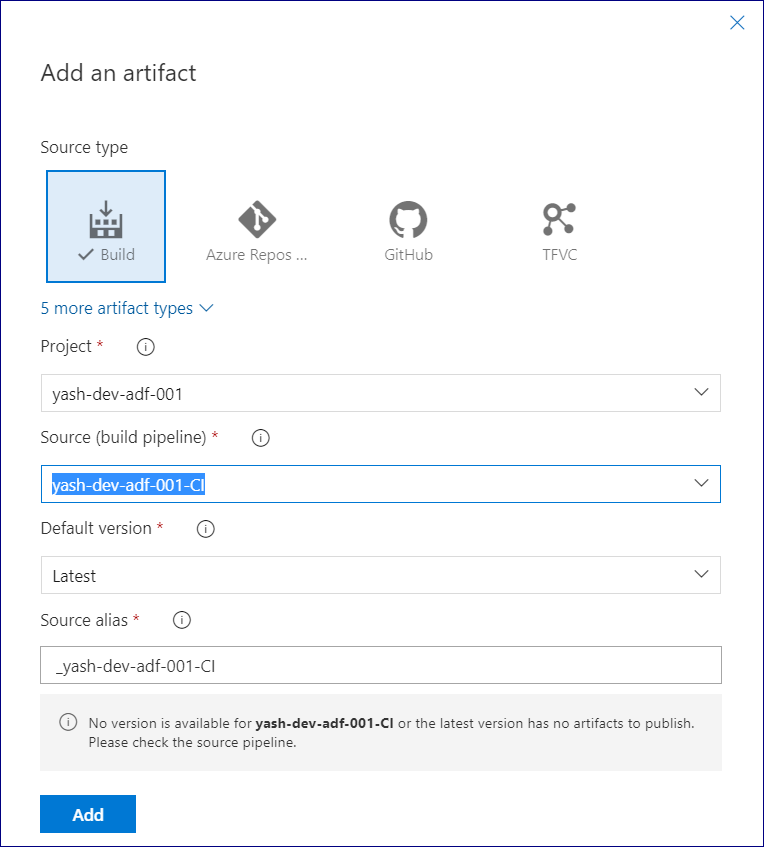 Add an artifact
Source type
Build
Azure Repos ...
GitHub
TFVC
5 more artifact types
Project *
yash-dev-adf-001
Source (build pipeline) *
yash-dev-adf-001-CI
Default version *
Latest
Source alias *
_yash-dev-adf-001-CI
No version is available for yash-dev-adf-001-CI or the latest version has no artifacts to publish.
Please check the source pipeline.
Add